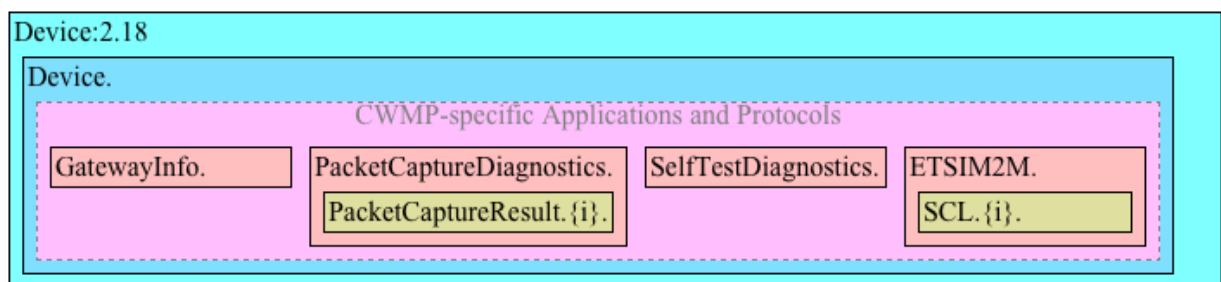 Device:2.18
Device.
CWMP-specific Applications and Protocols
GatewayInfo.
PacketCaptureDiagnostics.
SelfTestDiagnostics.
ETSIM2M.
PacketCaptureResult.{i}.
SCL.{i}.